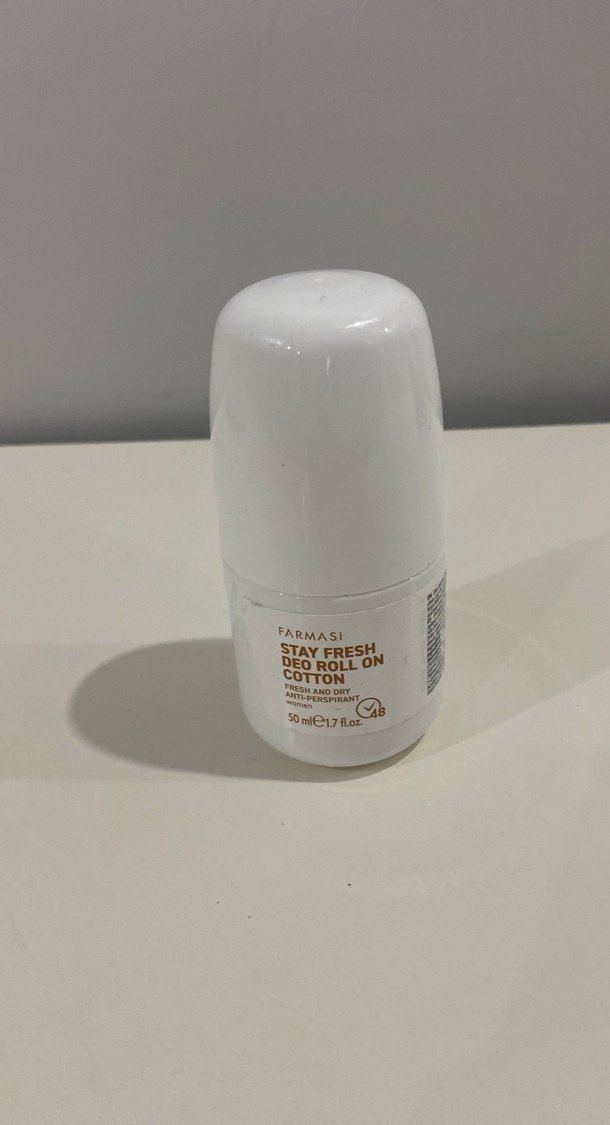 FARMASI
STAY FRESH
DEO ROLL ON
COTTON
FRESH AND DRY
ANTI-PERSPIRANT
women
48
50 ml℮1.7 fl.oz.